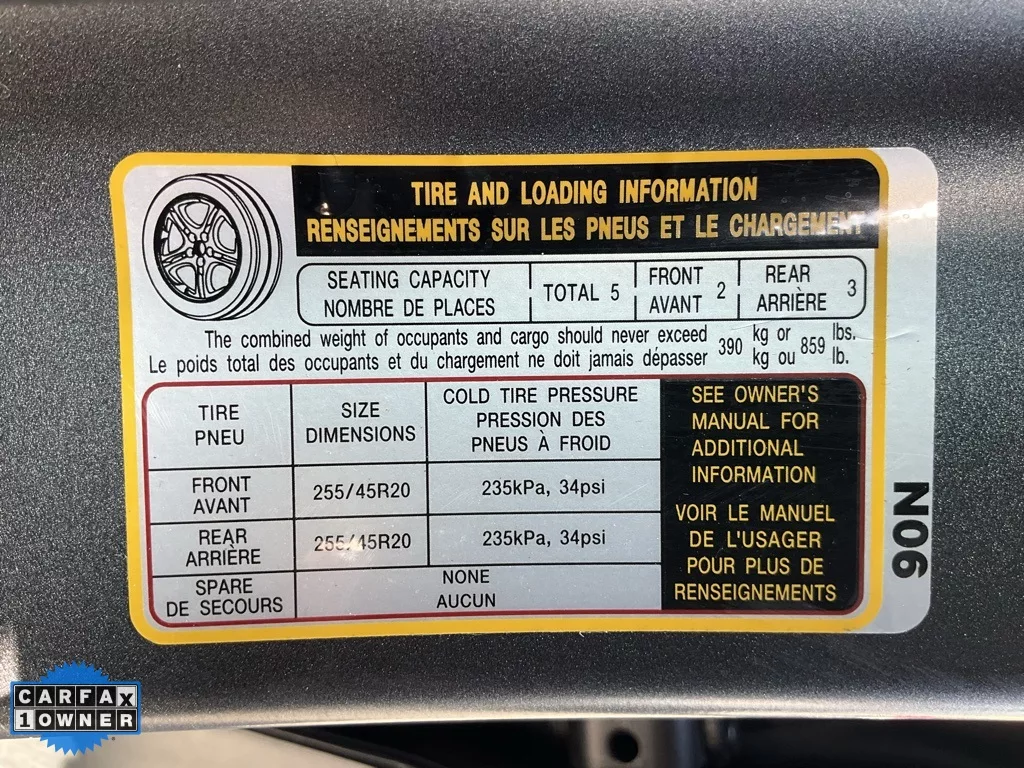 TIRE AND LOADING INFORMATION
RENSEIGNEMENTS SUR LES PNEUS ET LE CHARGEMENT
SEATING CAPACITY
NOMBRE DE PLACES
TOTAL 5
FRONT
AVANT 2
REAR
ARRIÈRE 3
The combined weight of occupants and cargo should never exceed 390 kg or 859 lbs.
Le poids total des occupants et du chargement ne doit jamais dépasser kg ou lb.
TIRE
PNEU
SIZE
DIMENSIONS
COLD TIRE PRESSURE
PRESSION DES
PNEUS À FROID
FRONT
AVANT
255/45R20
235kPa, 34psi
REAR
ARRIÈRE
255/45R20
235kPa, 34psi
SPARE
DE SECOURS
NONE
AUCUN
SEE OWNER'S
MANUAL FOR
ADDITIONAL
INFORMATION
VOIR LE MANUEL
DE L'USAGER
POUR PLUS DE
RENSEIGNEMENTS
N06
CARFAX
1 OWNER